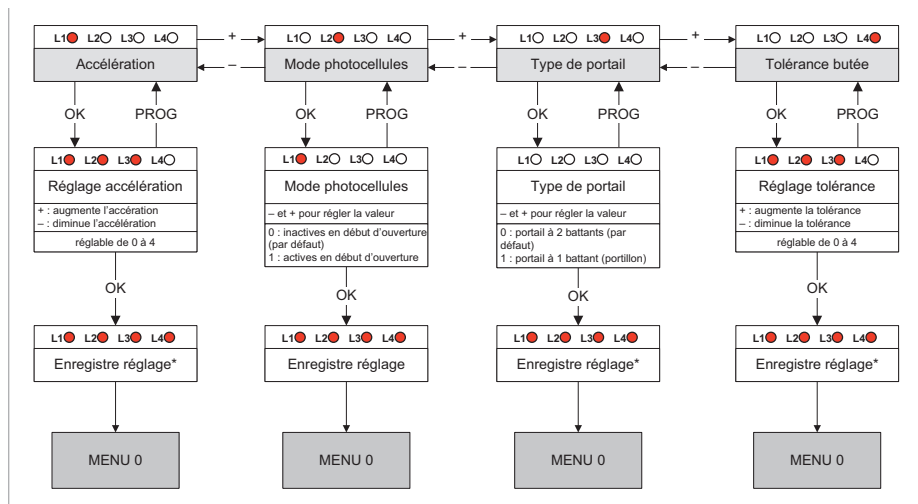 L1 L2 L3 L4 + L1 L2 L3 L4 + L1 L2 L3 L4 + L1 L2 L3 L4
Accélération – Mode photocellules – Type de portail – Tolérance butée
OK PROG OK PROG OK PROG OK PROG
L1 L2 L3 L4
Réglage accélération
+ : augmente l'accération
– : diminue l'accélération
réglable de 0 à 4
L1 L2 L3 L4
Mode photocellules
– et + pour régler la valeur
0 : inactives en début d'ouverture
(par défaut)
1 : actives en début d'ouverture
L1 L2 L3 L4
Type de portail
– et + pour régler la valeur
0 : portail à 2 battants (par
défaut)
1 : portail à 1 battant (portillon)
L1 L2 L3 L4
Réglage tolérance
+ : augmente la tolérance
– : diminue la tolérance
réglable de 0 à 4
OK OK OK OK
L1 L2 L3 L4 L1 L2 L3 L4 L1 L2 L3 L4 L1 L2 L3 L4
Enregistre réglage* Enregistre réglage Enregistre réglage* Enregistre réglage*
MENU 0 MENU 0 MENU 0 MENU 0